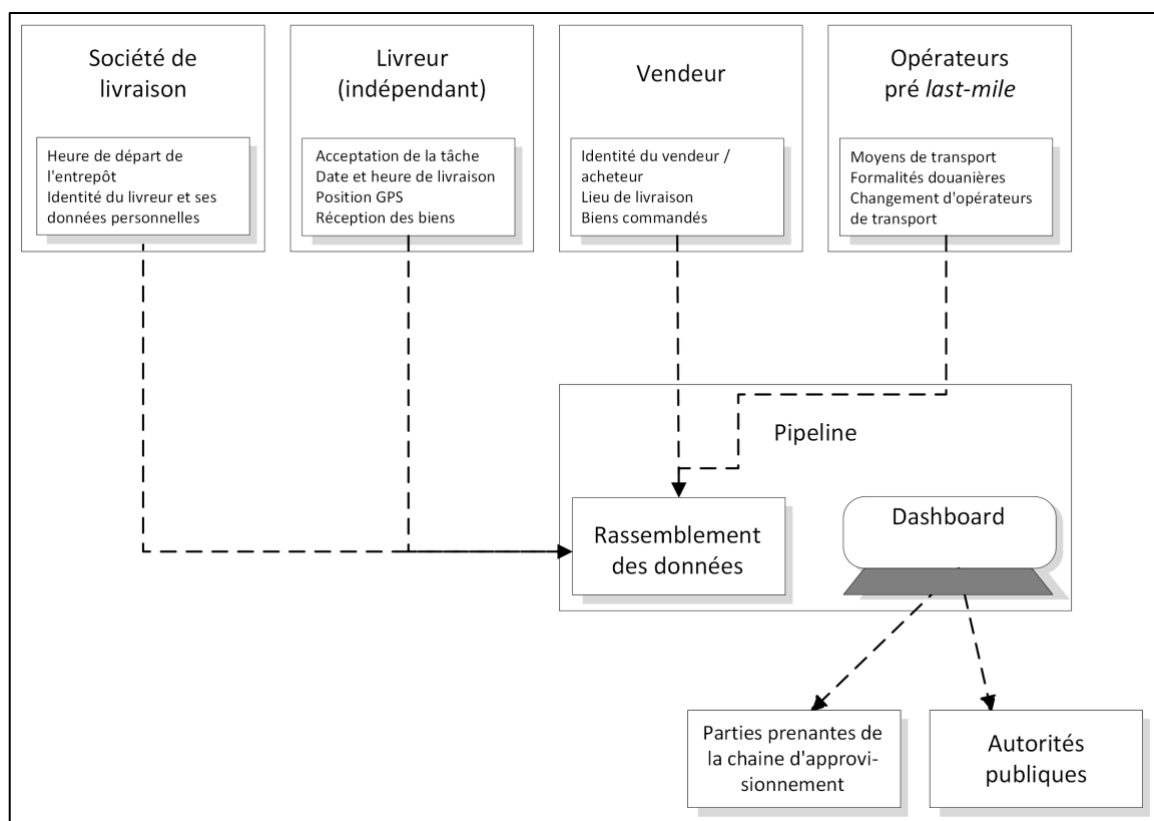 Société de
livraison
Heure de départ de
l'entrepôt
Identité du livreur et ses
données personnelles
Livreur
(indépendant)
Acceptation de la tâche
Date et heure de livraison
Position GPS
Réception des biens
Vendeur
Identité du vendeur /
acheteur
Lieu de livraison
Biens commandés
Opérateurs
pré last-mile
Moyens de transport
Formalités douanières
Changement d'opérateurs
de transport
Pipeline
Rassemblement
des données
Dashboard
Parties prenantes de
la chaine d'approvi-
sionnement
Autorités
publiques